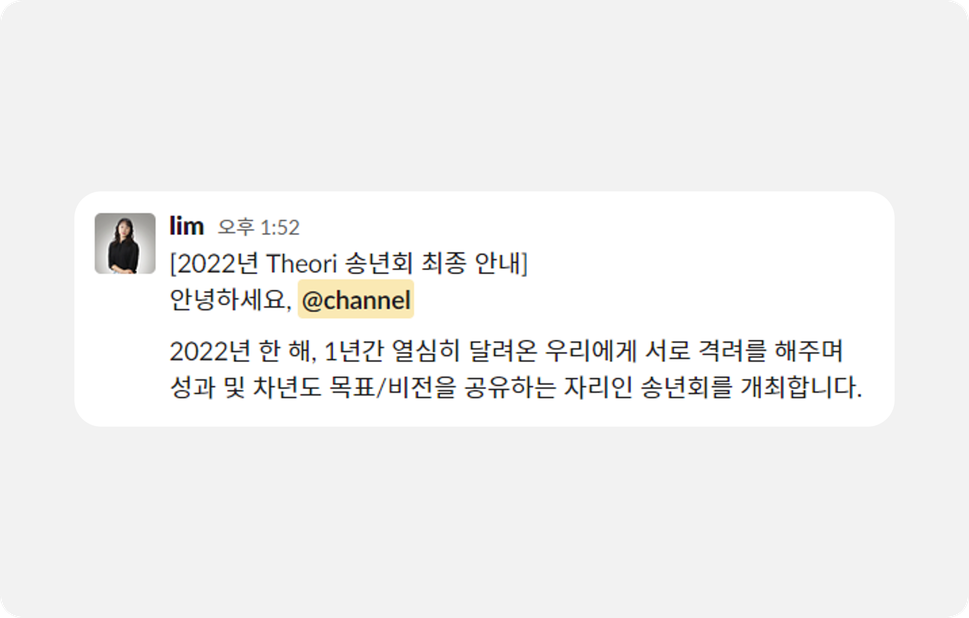 lim 오후 1:52
[2022년 Theori 송년회 최종 안내]
안녕하세요, @channel
2022년 한 해, 1년간 열심히 달려온 우리에게 서로 격려를 해주며
성과 및 차년도 목표/비전을 공유하는 자리인 송년회를 개최합니다.